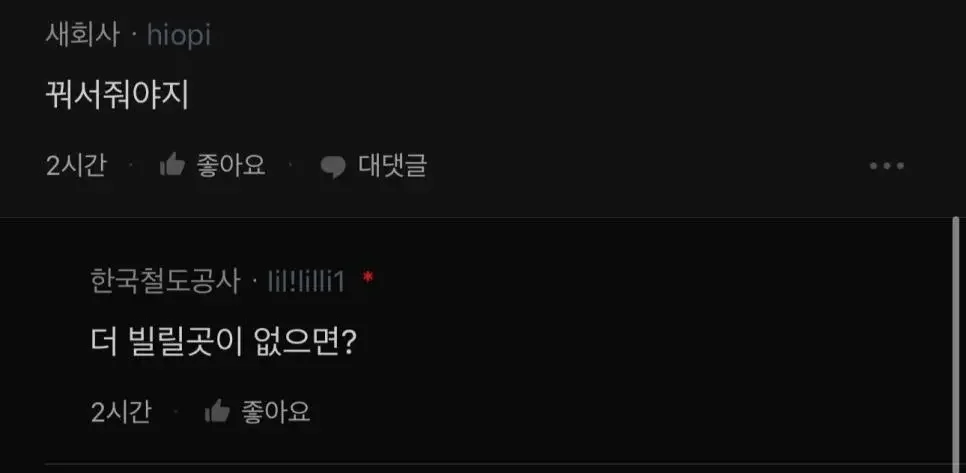 새회사 · hiopi
꿔서줘야지
2시간 · 좋아요 · 대댓글
한국철도공사 · lil!lilli1 *
더 빌릴곳이 없으면?
2시간 · 좋아요